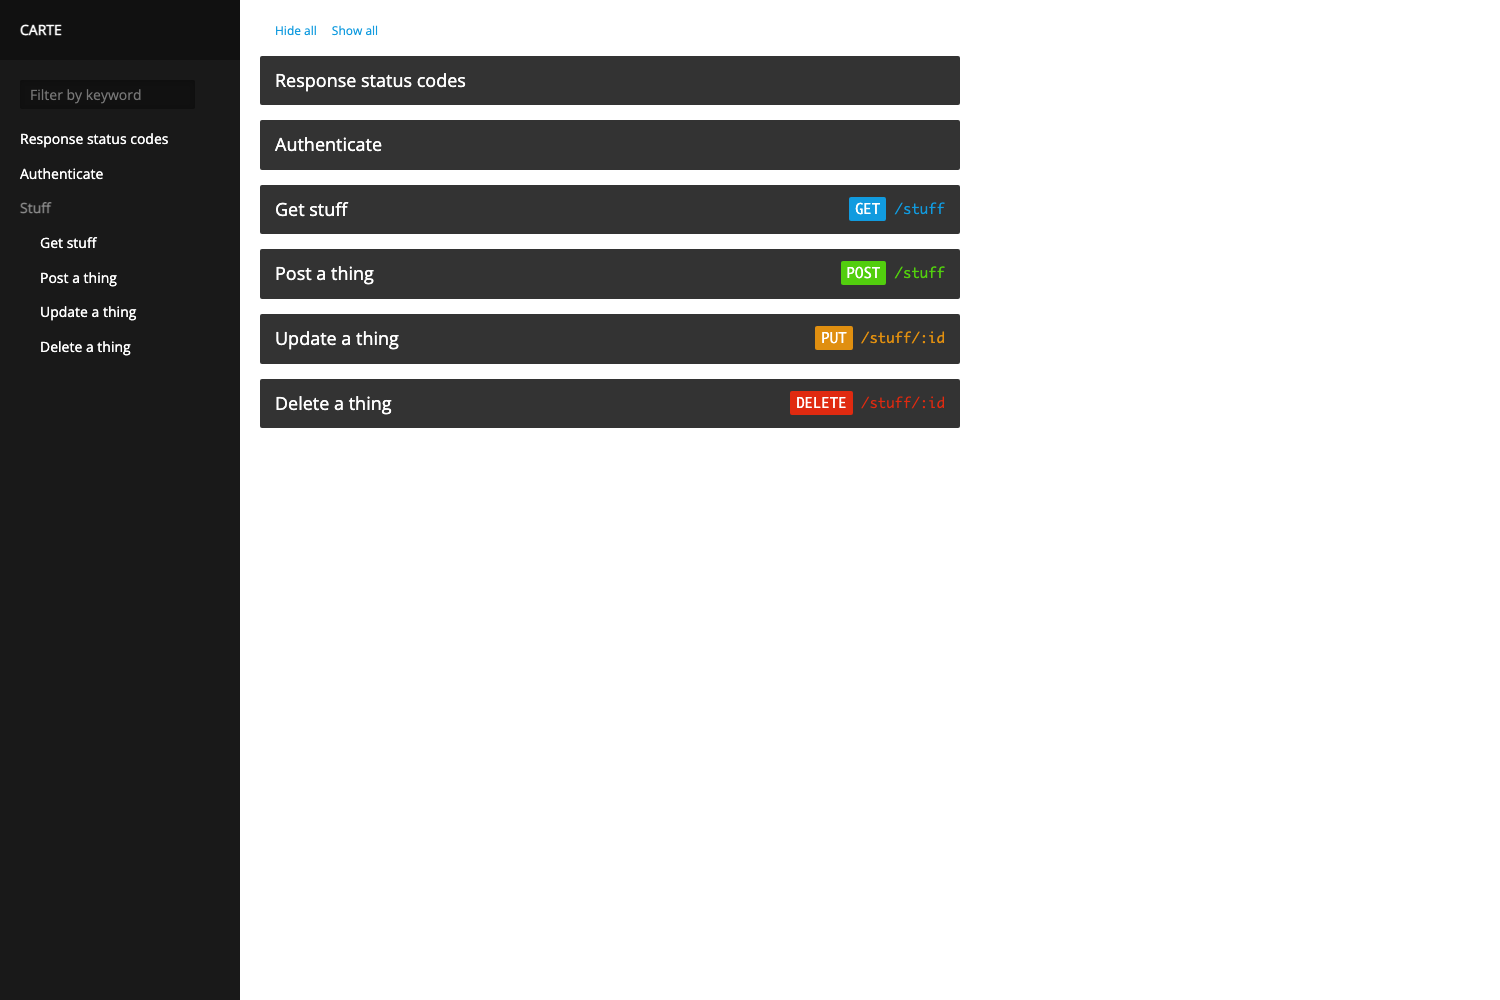 CARTE
Filter by keyword
Response status codes
Authenticate
Stuff
Get stuff
Post a thing
Update a thing
Delete a thing
Hide all Show all
Response status codes
Authenticate
Get stuff GET /stuff
Post a thing POST /stuff
Update a thing PUT /stuff/:id
Delete a thing DELETE /stuff/:id